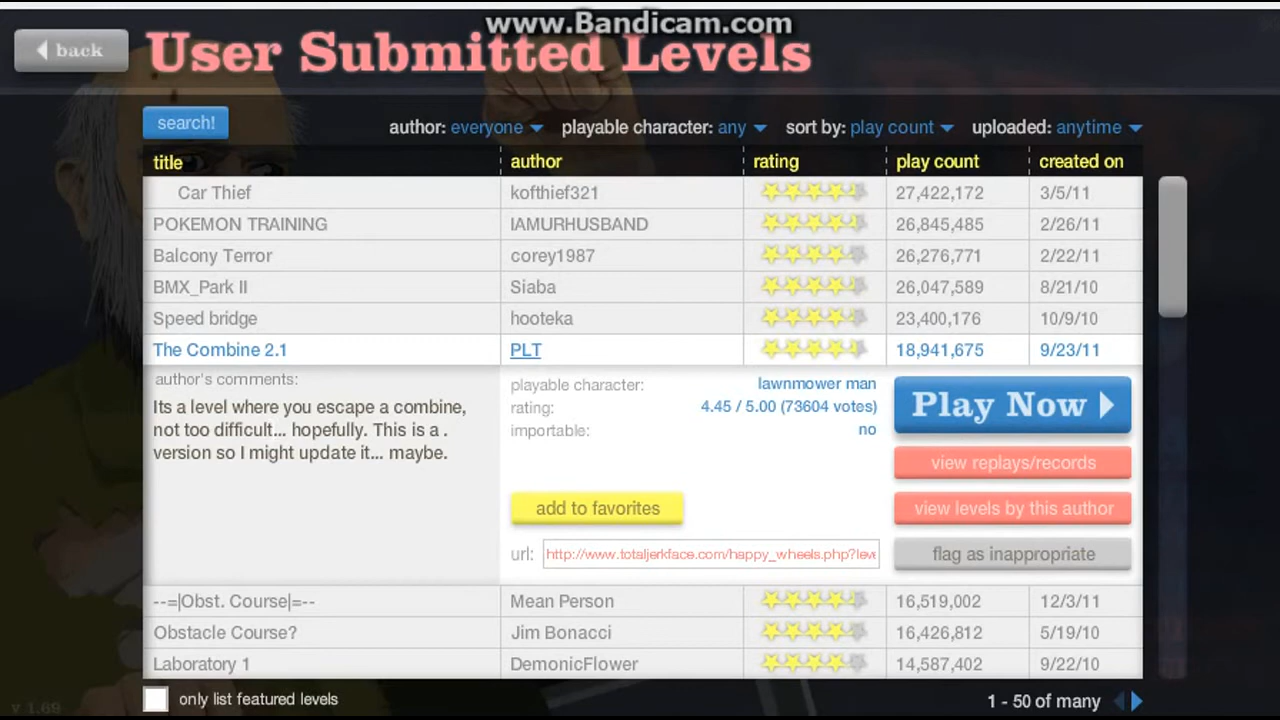 www.Bandicam.com
back
User Submitted Levels
search!
author: everyone playable character: any sort by: play count uploaded: anytime
title author rating play count created on
Car Thief kofthief321 27,422,172 3/5/11
POKEMON TRAINING IAMURHUSBAND 26,845,485 2/26/11
Balcony Terror corey1987 26,276,771 2/22/11
BMX_Park II Siaba 26,047,589 8/21/10
Speed bridge hooteka 23,400,176 10/9/10
The Combine 2.1 PLT 18,941,675 9/23/11
author's comments:
Its a level where you escape a combine,
not too difficult... hopefully. This is a .
version so I might update it... maybe.
playable character: lawnmower man
rating: 4.45 / 5.00 (73604 votes)
importable: no
add to favorites
url: http://www.totaljerkface.com/happy_wheels.php?leve
Play Now
view replays/records
view levels by this author
flag as inappropriate
--=|Obst. Course|=-- Mean Person 16,519,002 12/3/11
Obstacle Course? Jim Bonacci 16,426,812 5/19/10
Laboratory 1 DemonicFlower 14,587,402 9/22/10
only list featured levels
1 - 50 of many
v 1.69